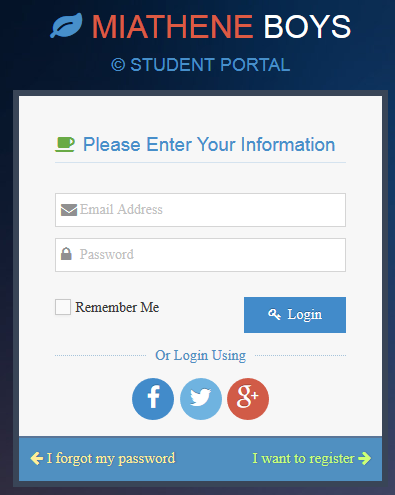 MIATHENE BOYS
© STUDENT PORTAL
Please Enter Your Information
Email Address
Password
Remember Me
Login
Or Login Using
I forgot my password
I want to register